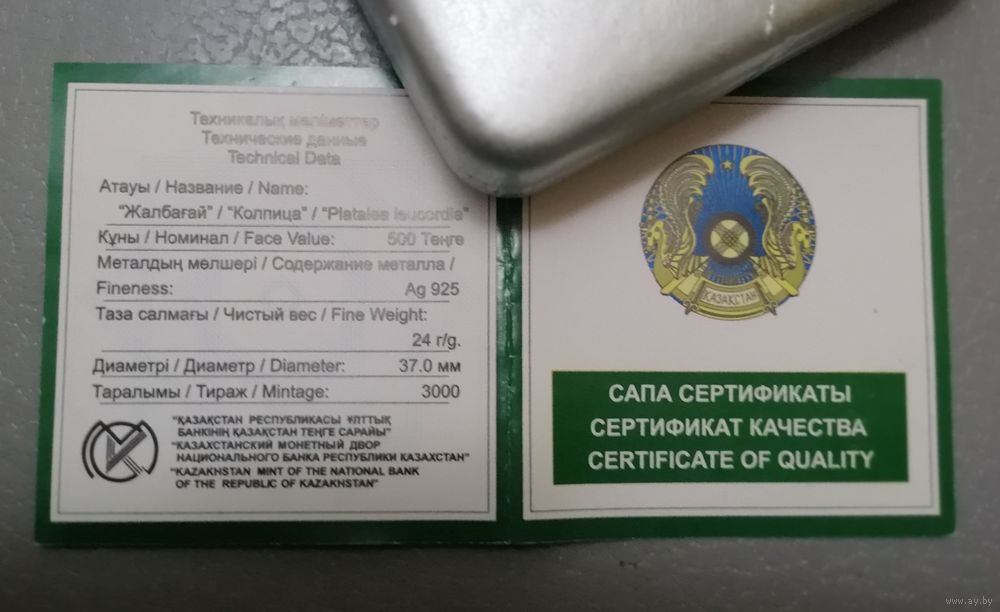 Техникалық мәліметтер
Технические данные
Technical Data
Атауы / Название / Name:
"Жалбағай" / "Колпица" / "Platalea leucordia"
Құны / Номинал / Face Value: 500 Теңге
Металдың мөлшері / Содержание металла /
Fineness: Ag 925
Таза салмағы / Чистый вес / Fine Weight:
24 г/g.
Диаметрі / Диаметр / Diameter: 37.0 мм
Таралымы / Тираж / Mintage: 3000
"ҚАЗАҚСТАН РЕСПУБЛИКАСЫ ҰЛТТЫҚ
БАНКІНІҢ ҚАЗАҚСТАН ТЕҢГЕ САРАЙЫ"
"КАЗАХСТАНСКИЙ МОНЕТНЫЙ ДВОР
НАЦИОНАЛЬНОГО БАНКА РЕСПУБЛИКИ КАЗАХСТАН"
"KAZAKHSTAN MINT OF THE NATIONAL BANK
OF THE REPUBLIC OF KAZAKHSTAN"
ҚАЗАҚСТАН
САПА СЕРТИФИКАТЫ
СЕРТИФИКАТ КАЧЕСТВА
CERTIFICATE OF QUALITY
www.ay.by